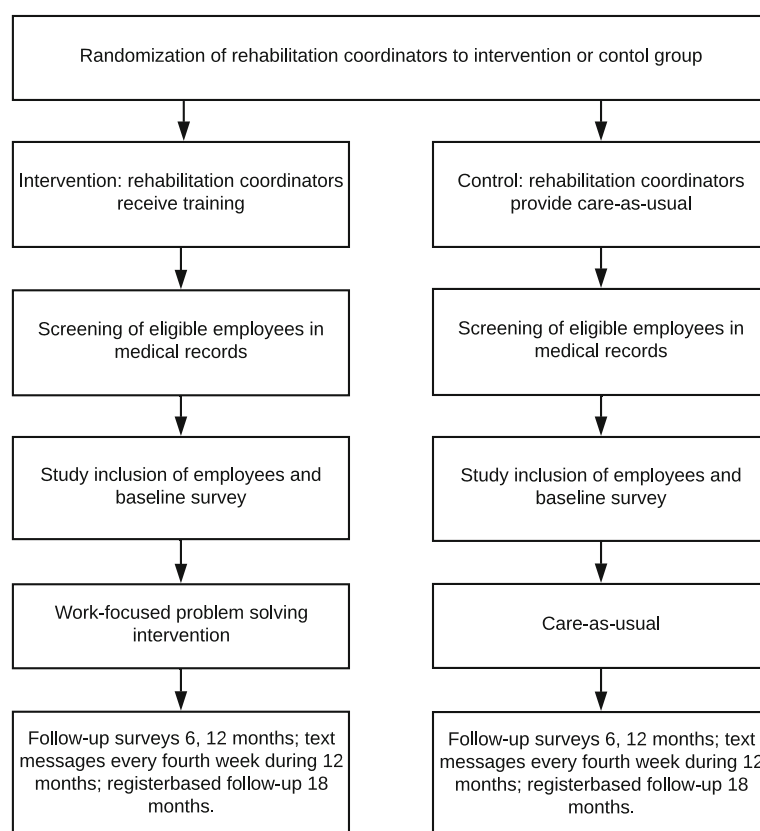 Randomization of rehabilitation coordinators to intervention or contol group
Intervention: rehabilitation coordinators
receive training
Control: rehabilitation coordinators
provide care-as-usual
Screening of eligible employees in
medical records
Screening of eligible employees in
medical records
Study inclusion of employees and
baseline survey
Study inclusion of employees and
baseline survey
Work-focused problem solving
intervention
Care-as-usual
Follow-up surveys 6, 12 months; text
messages every fourth week during 12
months; registerbased follow-up 18
months.
Follow-up surveys 6, 12 months; text
messages every fourth week during 12
months; registerbased follow-up 18
months.